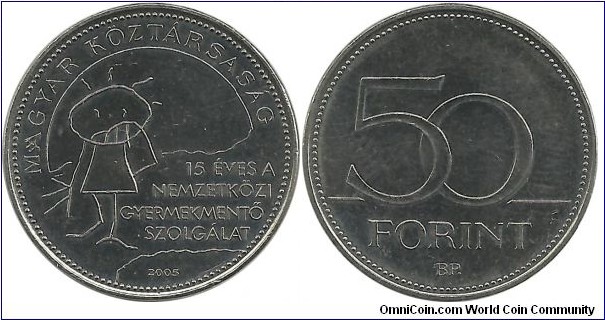 MAGYAR KÖZTÁRSASÁG
15 ÉVES A
NEMZETKÖZI
GYERMEKMENTŐ
SZOLGÁLAT
2005
50
FORINT
BP.
OmniCoin.com World Coin Community